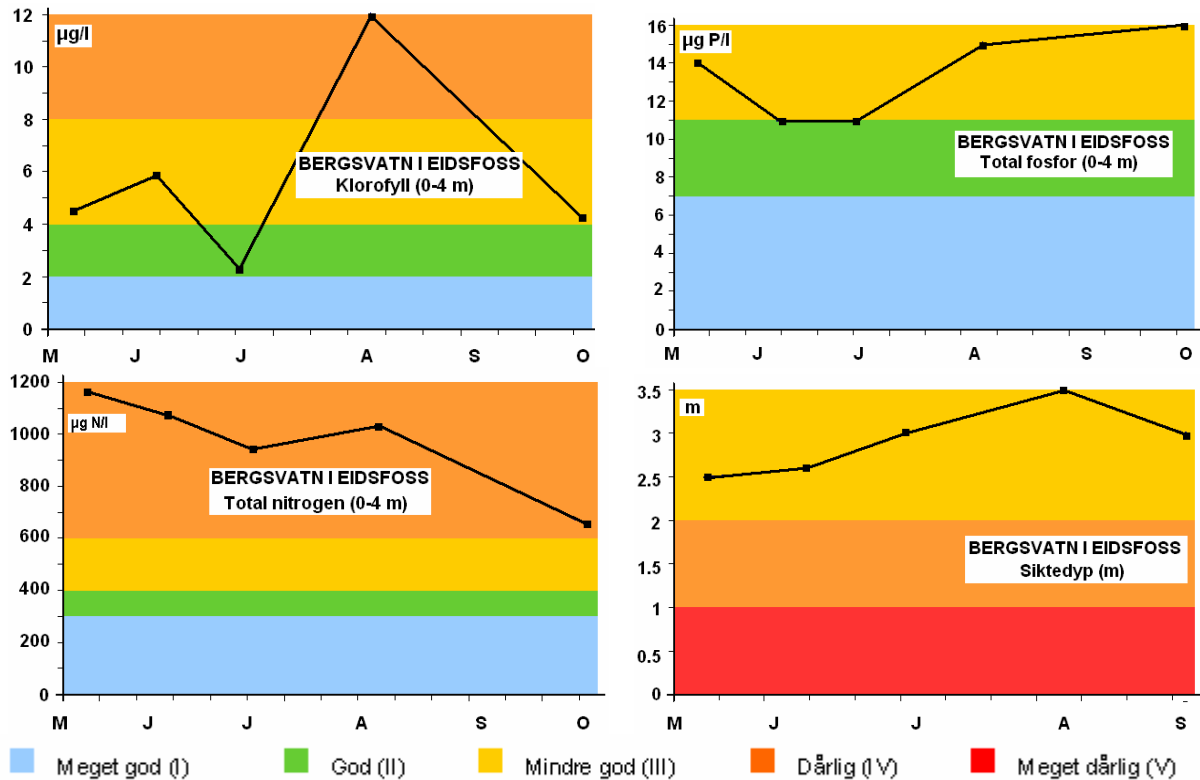 12
µg/l
10
8
6
4
2
0
BERGSVATN I EIDSFOSS
Klorofyll (0-4 m)
M J J A S O
16
µg P/l
14
12
10
8
6
4
2
0
BERGSVATN I EIDSFOSS
Total fosfor (0-4 m)
M J J A S O
1200
µg N/l
1000
800
600
400
200
0
BERGSVATN I EIDSFOSS
Total nitrogen (0-4 m)
M J J A S O
3.5
m
3
2.5
2
1.5
1
0.5
0
BERGSVATN I EIDSFOSS
Siktedyp (m)
M J J A S
Meget god (I) God (II) Mindre god (III) Dårlig (IV) Meget dårlig (V)